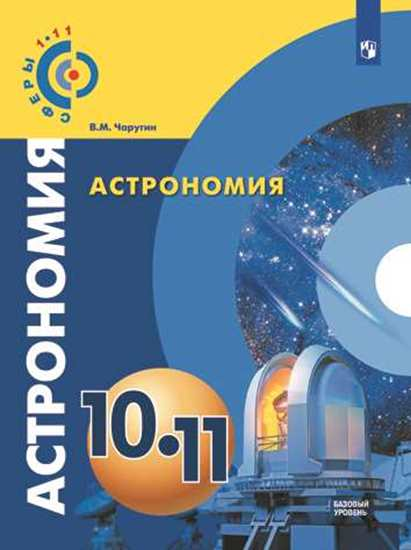 СФЕРЫ 1·11
В.М. Чаругин
АСТРОНОМИЯ
АСТРОНОМИЯ
10·11
БАЗОВЫЙ
УРОВЕНЬ